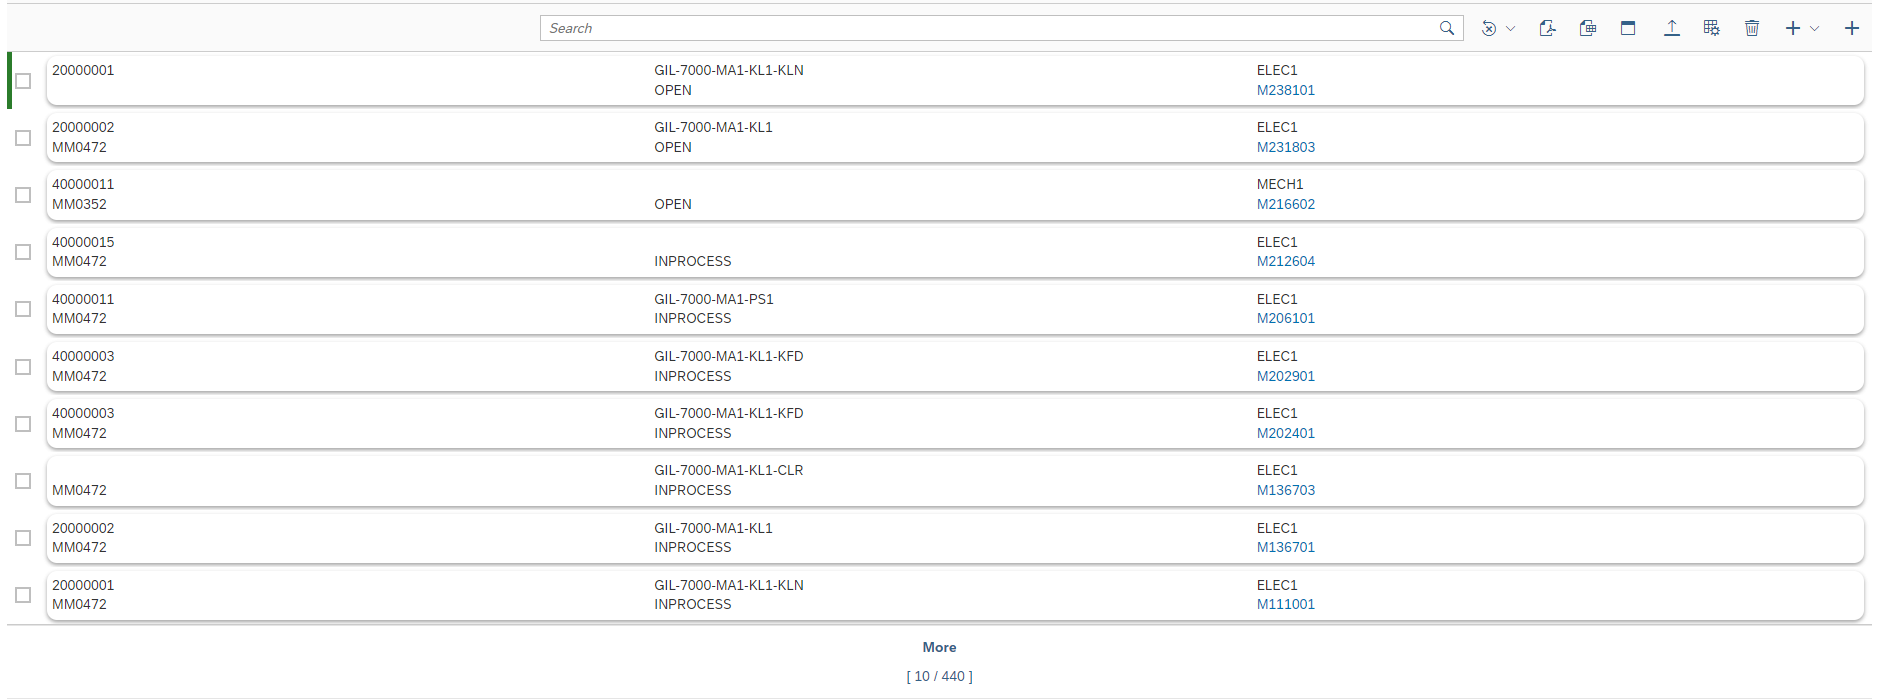 Search
20000001 GIL-7000-MA1-KL1-KLN ELEC1
OPEN M238101
20000002 GIL-7000-MA1-KL1 ELEC1
MM0472 OPEN M231803
40000011 MECH1
MM0352 OPEN M216602
40000015 ELEC1
MM0472 INPROCESS M212604
40000011 GIL-7000-MA1-PS1 ELEC1
MM0472 INPROCESS M206101
40000003 GIL-7000-MA1-KL1-KFD ELEC1
MM0472 INPROCESS M202901
40000003 GIL-7000-MA1-KL1-KFD ELEC1
MM0472 INPROCESS M202401
GIL-7000-MA1-KL1-CLR ELEC1
MM0472 INPROCESS M136703
20000002 GIL-7000-MA1-KL1 ELEC1
MM0472 INPROCESS M136701
20000001 GIL-7000-MA1-KL1-KLN ELEC1
MM0472 INPROCESS M111001
More
[ 10 / 440 ]